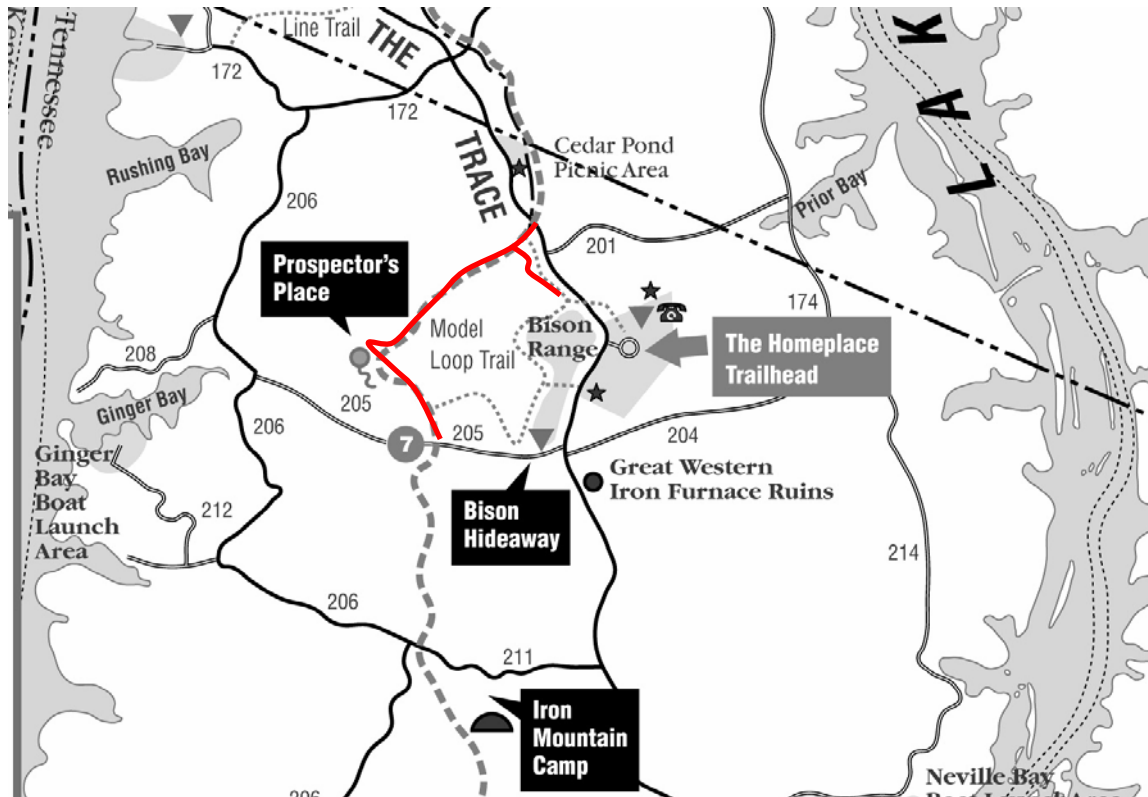 Tennessee
Line Trail
THE
TRACE
172
172
LAK
Rushing Bay
Cedar Pond
Picnic Area
Prior Bay
206
201
Prospector's
Place
174
Model
Loop Trail
Bison
Range
The Homeplace
Trailhead
208
Ginger Bay
205
206
7
205
204
Ginger
Bay
Boat
Launch
Area
212
Great Western
Iron Furnace Ruins
Bison
Hideaway
214
206
211
Iron
Mountain
Camp
Neville Bay